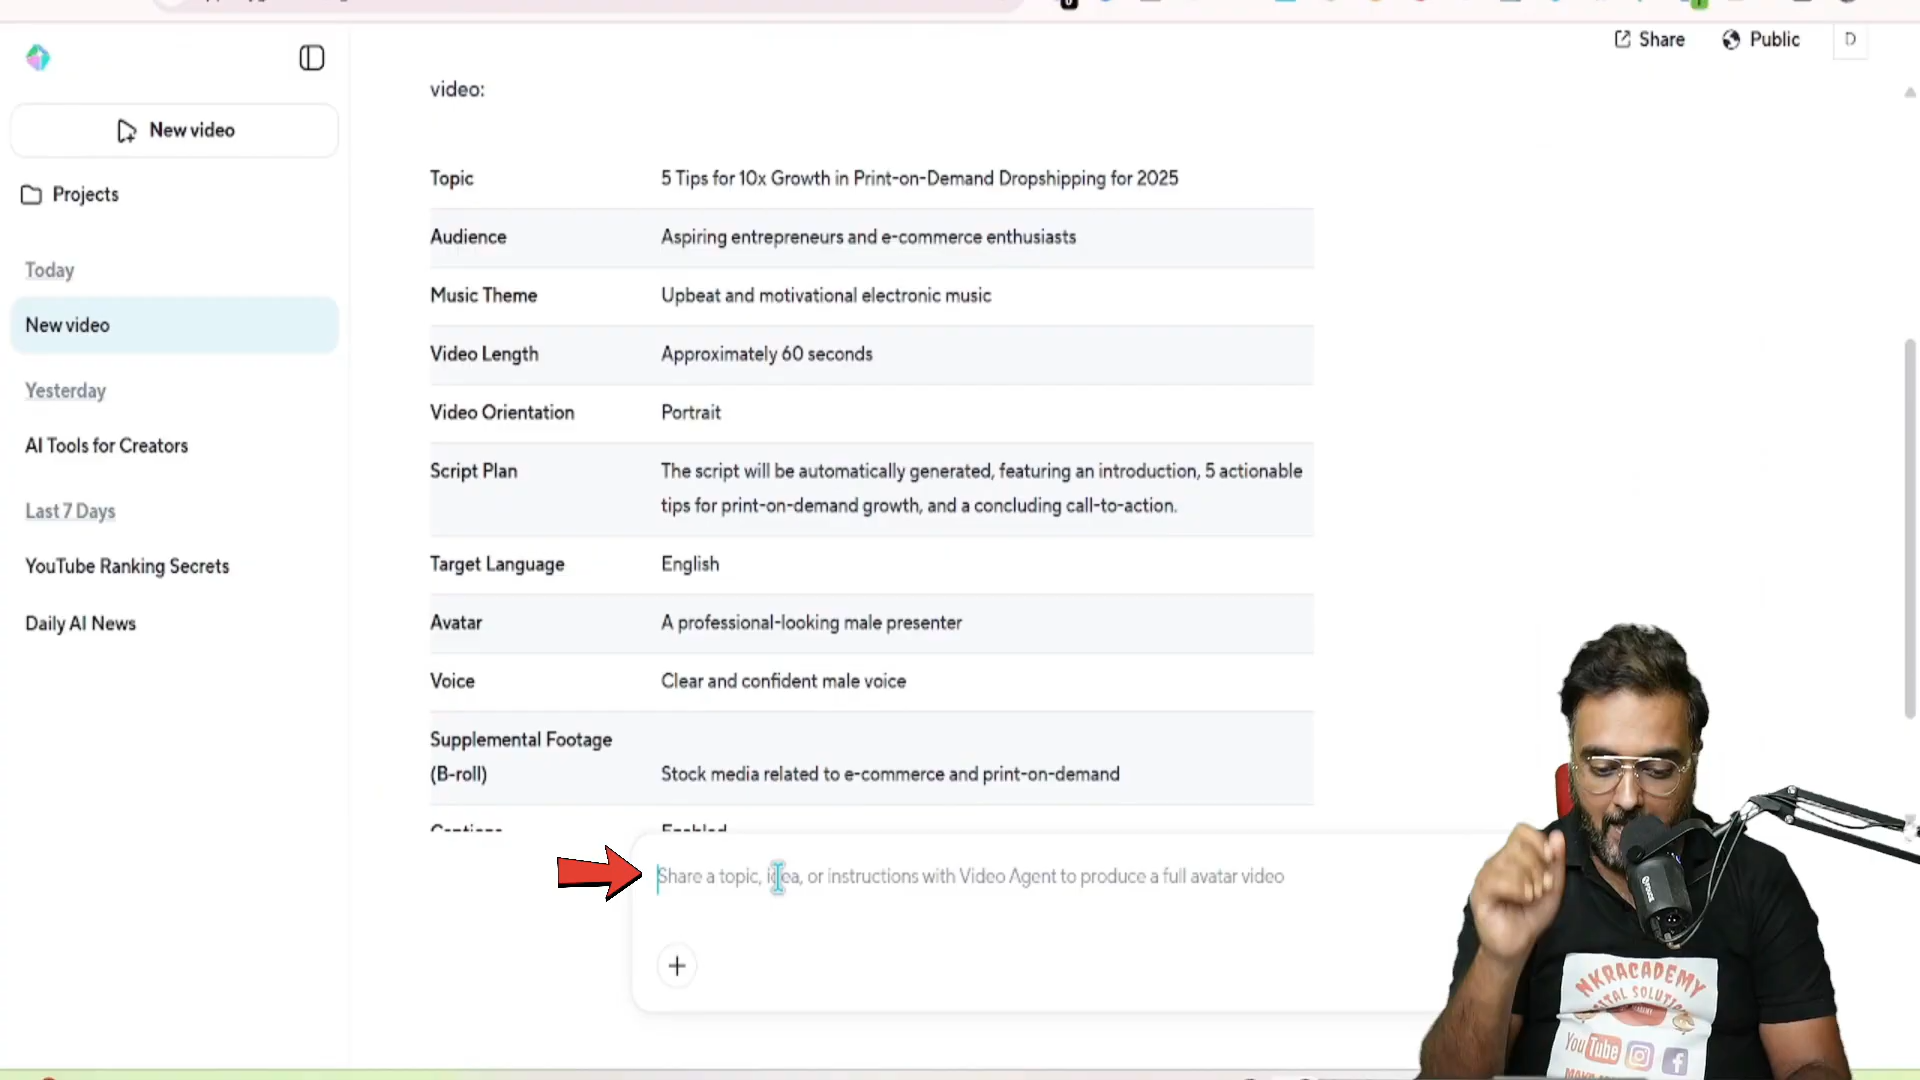 Share
Public
D
video:
New video
Projects
Today
New video
Yesterday
AI Tools for Creators
Last 7 Days
YouTube Ranking Secrets
Daily AI News
Topic 5 Tips for 10x Growth in Print-on-Demand Dropshipping for 2025
Audience Aspiring entrepreneurs and e-commerce enthusiasts
Music Theme Upbeat and motivational electronic music
Video Length Approximately 60 seconds
Video Orientation Portrait
Script Plan The script will be automatically generated, featuring an introduction, 5 actionable
tips for print-on-demand growth, and a concluding call-to-action.
Target Language English
Avatar A professional-looking male presenter
Voice Clear and confident male voice
Supplemental Footage
(B-roll) Stock media related to e-commerce and print-on-demand
Captions Enabled
Share a topic, idea, or instructions with Video Agent to produce a full avatar video
NKRACADEMY
YouTube